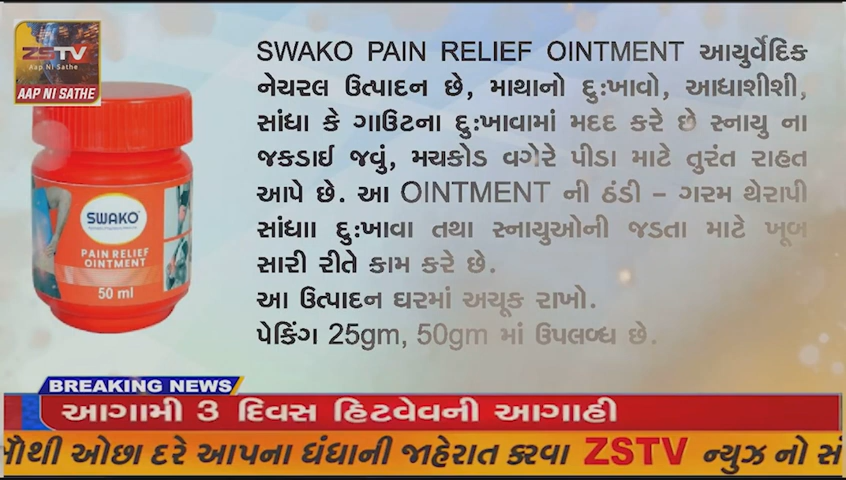 ZSTV
Aap Ni Sathe
AAP NI SATHE
SWAKO PAIN RELIEF OINTMENT આયુર્વેદિક
નેચરલ ઉત્પાદન છે, માથાનો દુઃખાવો, આધાશીશી,
સાંધા કે ગાઉટના દુઃખાવામાં મદદ કરે છે સ્નાયુ ના
જકડાઈ જવું, મચકોડ વગેરે પીડા માટે તુરંત રાહત
આપે છે. આ OINTMENT ની ઠંડી – ગરમ થેરાપી
સાંધાા દુઃખાવા તથા સ્નાયુઓની જડતા માટે ખૂબ
સારી રીતે કામ કરે છે.
આ ઉત્પાદન ઘરમાં અચૂક રાખો.
પેકિંગ 25gm, 50gm માં ઉપલબ્ધ છે.
SWAKO
PAIN RELIEF
OINTMENT
50 ml
BREAKING NEWS
આગામી 3 દિવસ હિટવેવની આગાહી
ઓછા દરે આપના ધંધાની જાહેરાત કરવા ZSTV ન્યુઝ નો